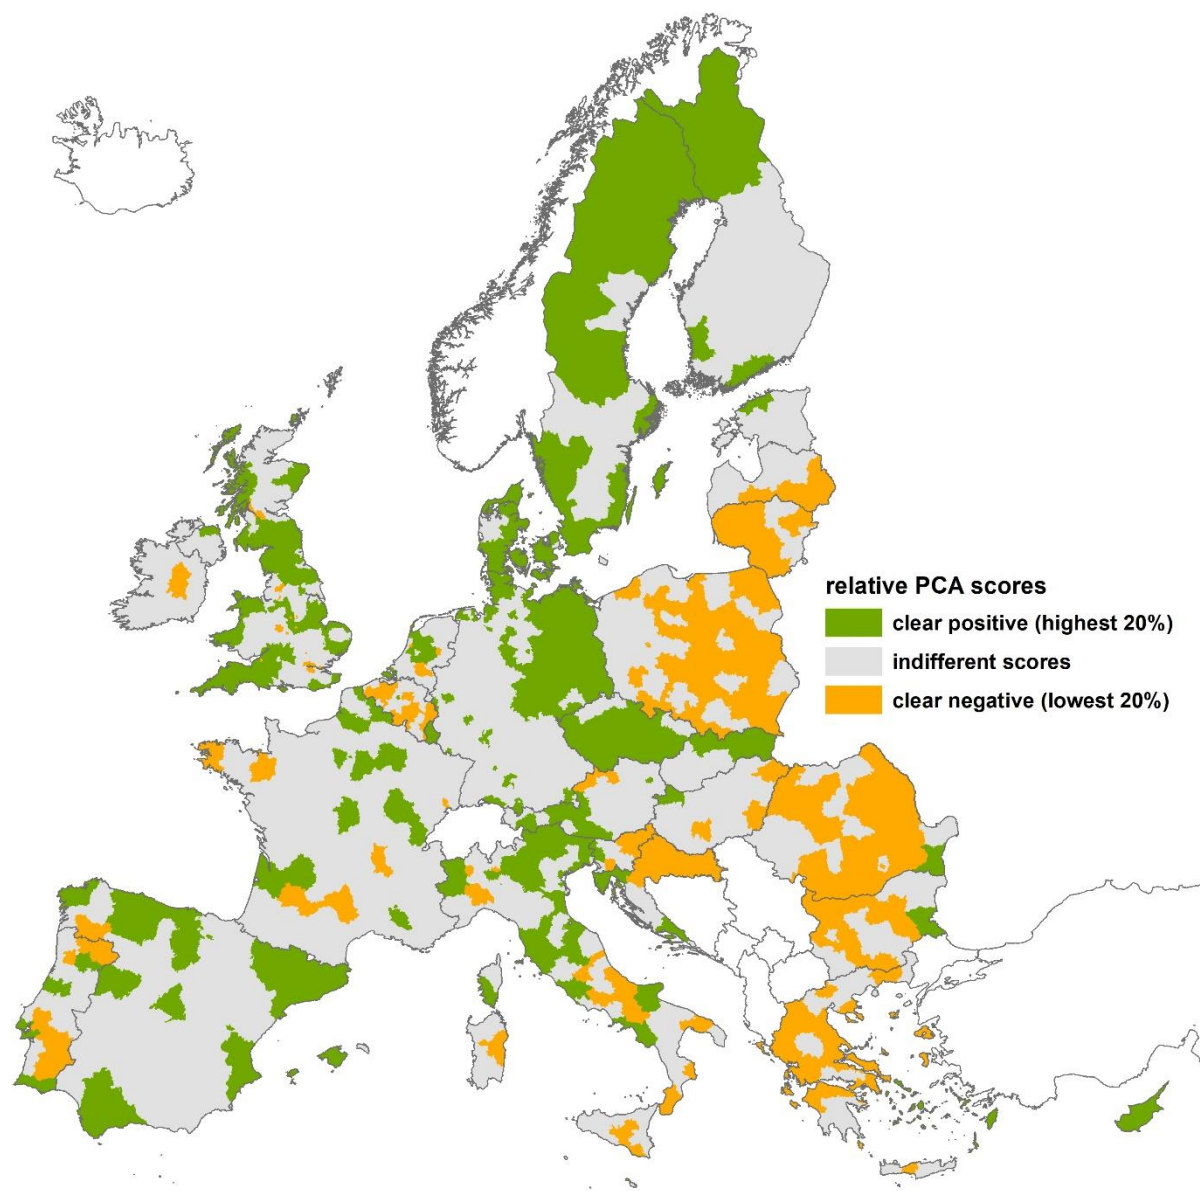 relative PCA scores
clear positive (highest 20%)
indifferent scores
clear negative (lowest 20%)